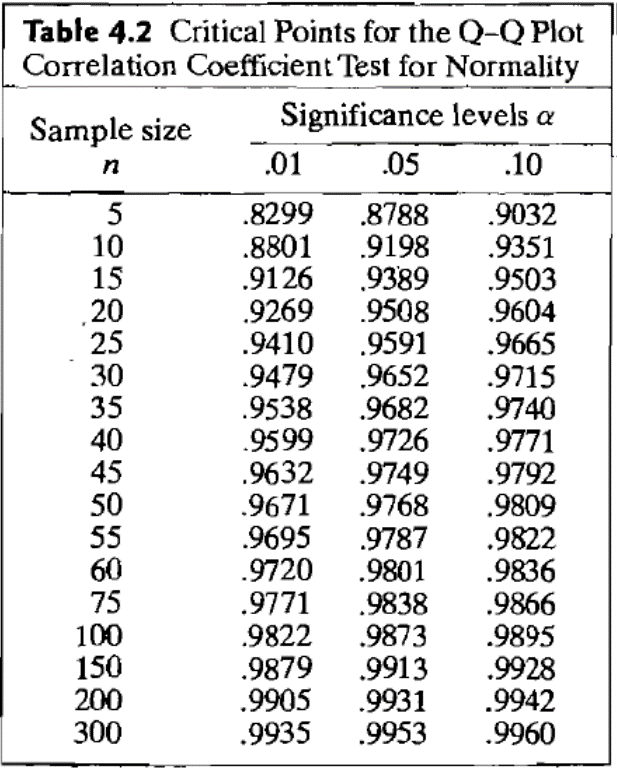 Table 4.2 Critical Points for the Q–Q Plot
Correlation Coefficient Test for Normality
Sample size Significance levels α
n .01 .05 .10
5 .8299 .8788 .9032
10 .8801 .9198 .9351
15 .9126 .9389 .9503
20 .9269 .9508 .9604
25 .9410 .9591 .9665
30 .9479 .9652 .9715
35 .9538 .9682 .9740
40 .9599 .9726 .9771
45 .9632 .9749 .9792
50 .9671 .9768 .9809
55 .9695 .9787 .9822
60 .9720 .9801 .9836
75 .9771 .9838 .9866
100 .9822 .9873 .9895
150 .9879 .9913 .9928
200 .9905 .9931 .9942
300 .9935 .9953 .9960